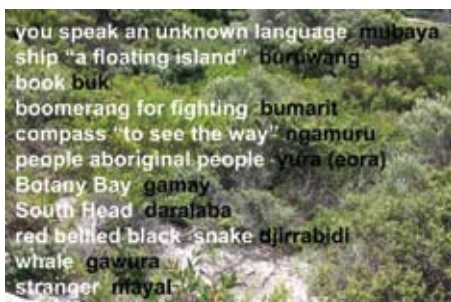 you speak an unknown language mubaya
ship "a floating island" buruwang
book buk
boomerang for fighting bumarit
compass "to see the way" ngamuru
people aboriginal people yura (eora)
Botany Bay gamay
South Head daralaba
red bellied black snake djirrabidi
whale gawura
stranger mayal